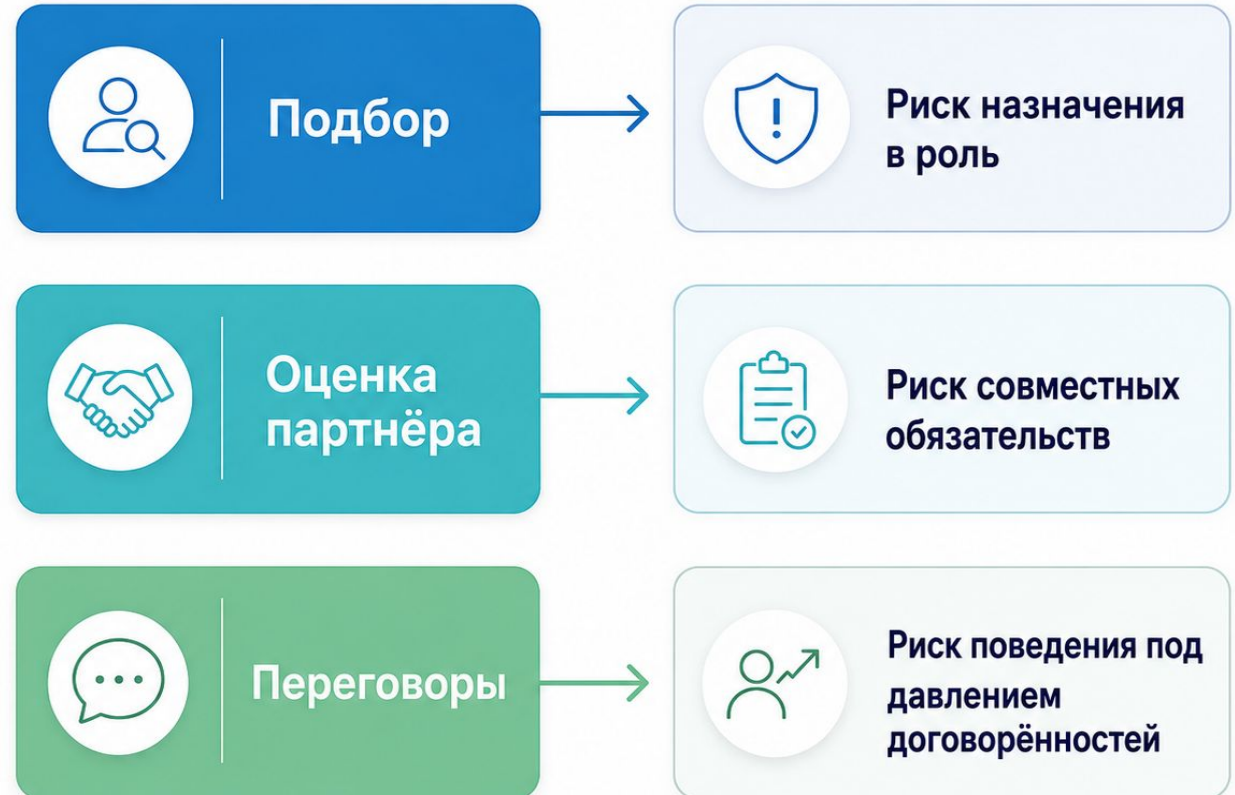 Подбор
Риск назначения
в роль
Оценка
партнёра
Риск совместных
обязательств
Переговоры
Риск поведения под
давлением
договорённостей